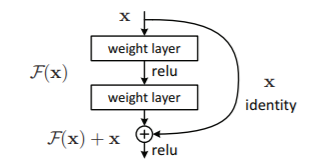 x
weight layer
F(x)
relu
x
weight layer
identity
F(x) + x
relu